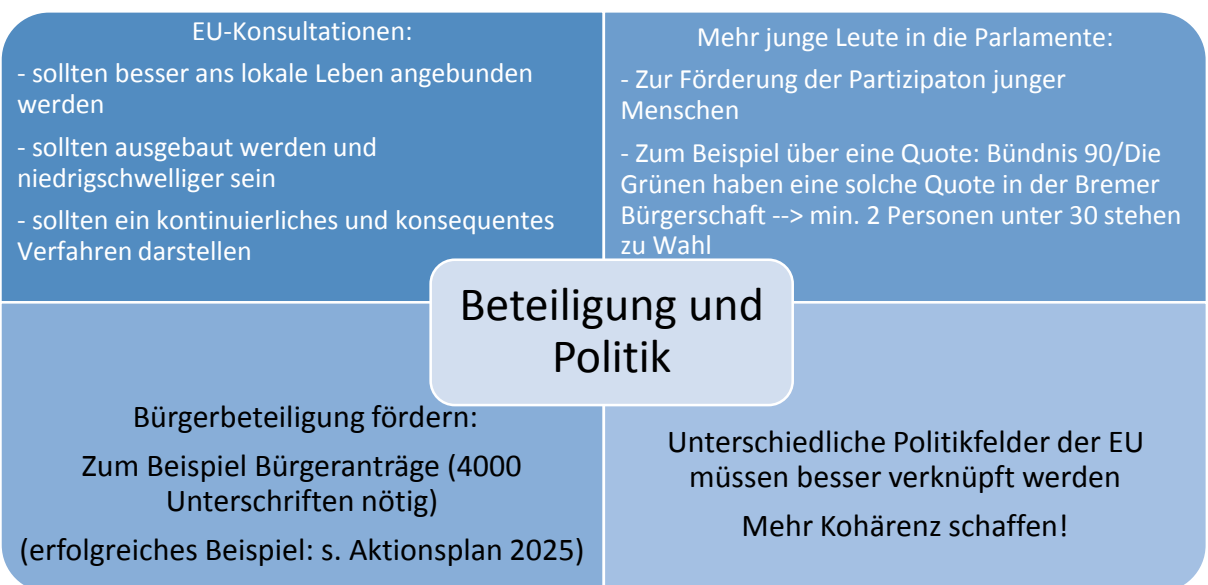 EU-Konsultationen:
- sollten besser ans lokale Leben angebunden
werden
- sollten ausgebaut werden und
niedrigschwelliger sein
- sollten ein kontinuierliches und konsequentes
Verfahren darstellen
Mehr junge Leute in die Parlamente:
- Zur Förderung der Partizipaton junger
Menschen
- Zum Beispiel über eine Quote: Bündnis 90/Die
Grünen haben eine solche Quote in der Bremer
Bürgerschaft --> min. 2 Personen unter 30 stehen
zu Wahl
Beteiligung und
Politik
Bürgerbeteiligung fördern:
Zum Beispiel Bürgeranträge (4000
Unterschriften nötig)
(erfolgreiches Beispiel: s. Aktionsplan 2025)
Unterschiedliche Politikfelder der EU
müssen besser verknüpft werden
Mehr Kohärenz schaffen!